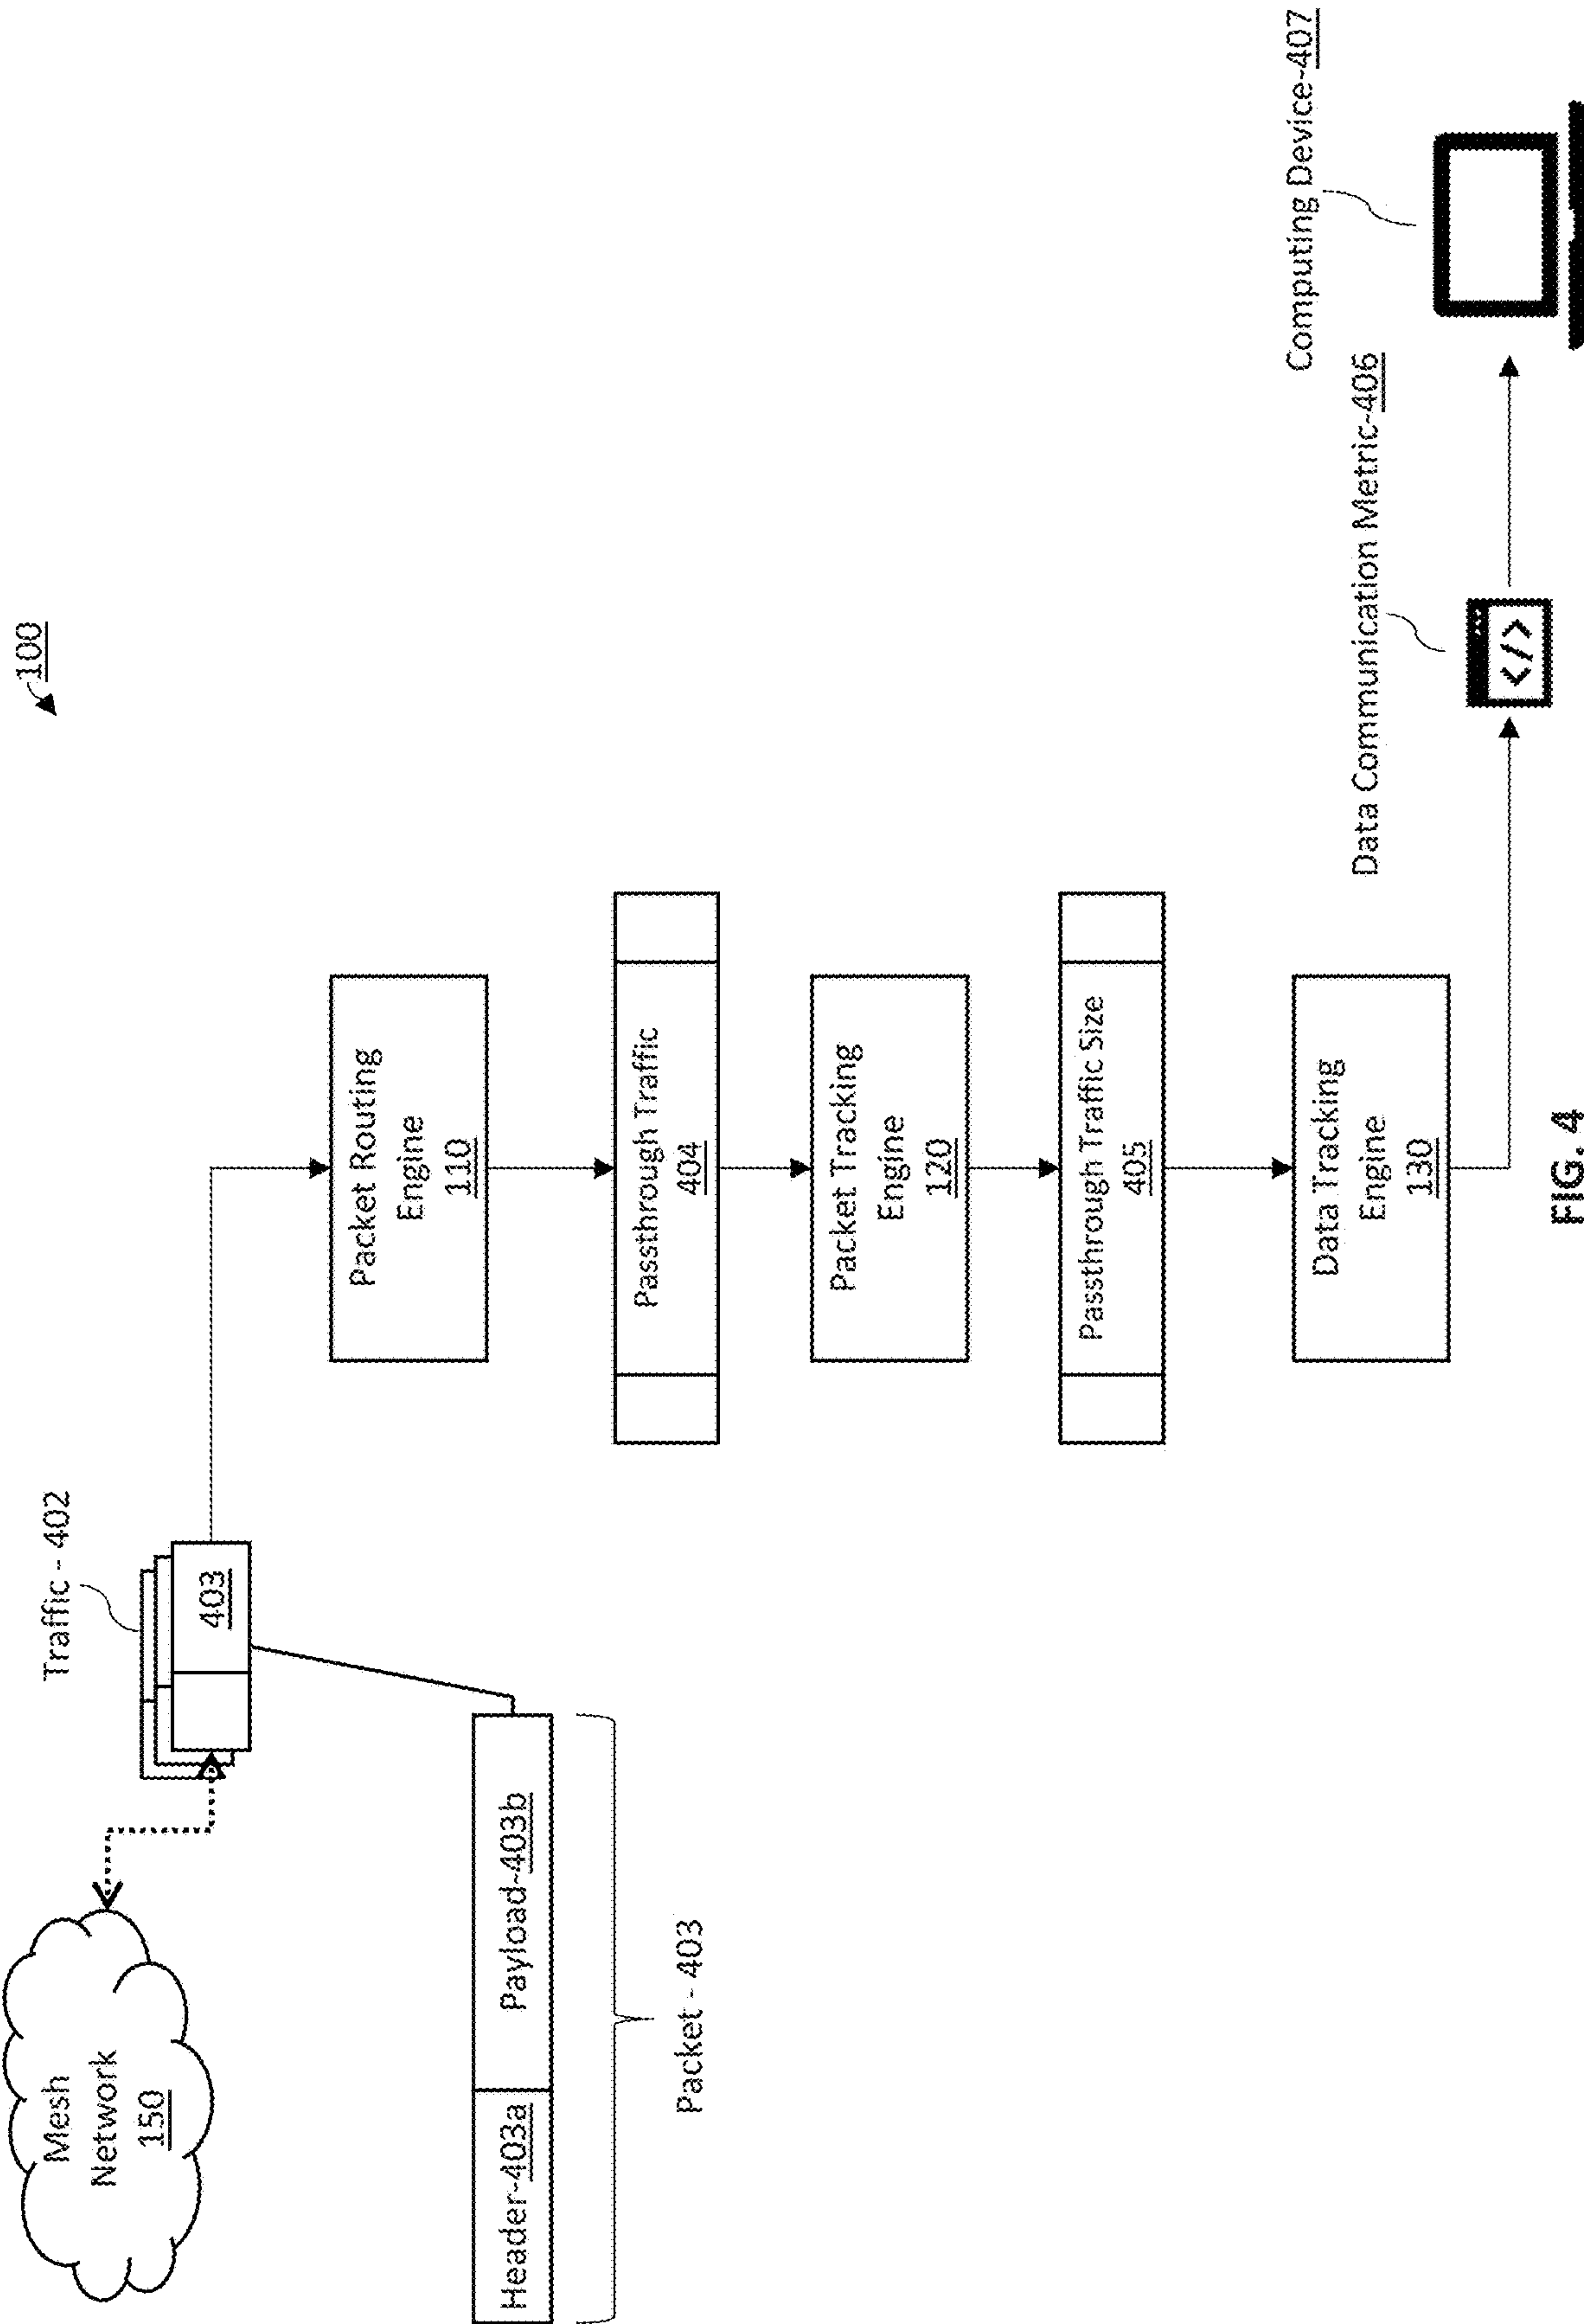 100
Mesh
Network
150
Traffic - 402
403
Header-403a
Payload-403b
Packet - 403
Packet Routing
Engine
110
Passthrough Traffic
404
Packet Tracking
Engine
120
Passthrough Traffic Size
405
Data Tracking
Engine
130
Data Communication Metric-406
</>
Computing Device-407
FIG. 4